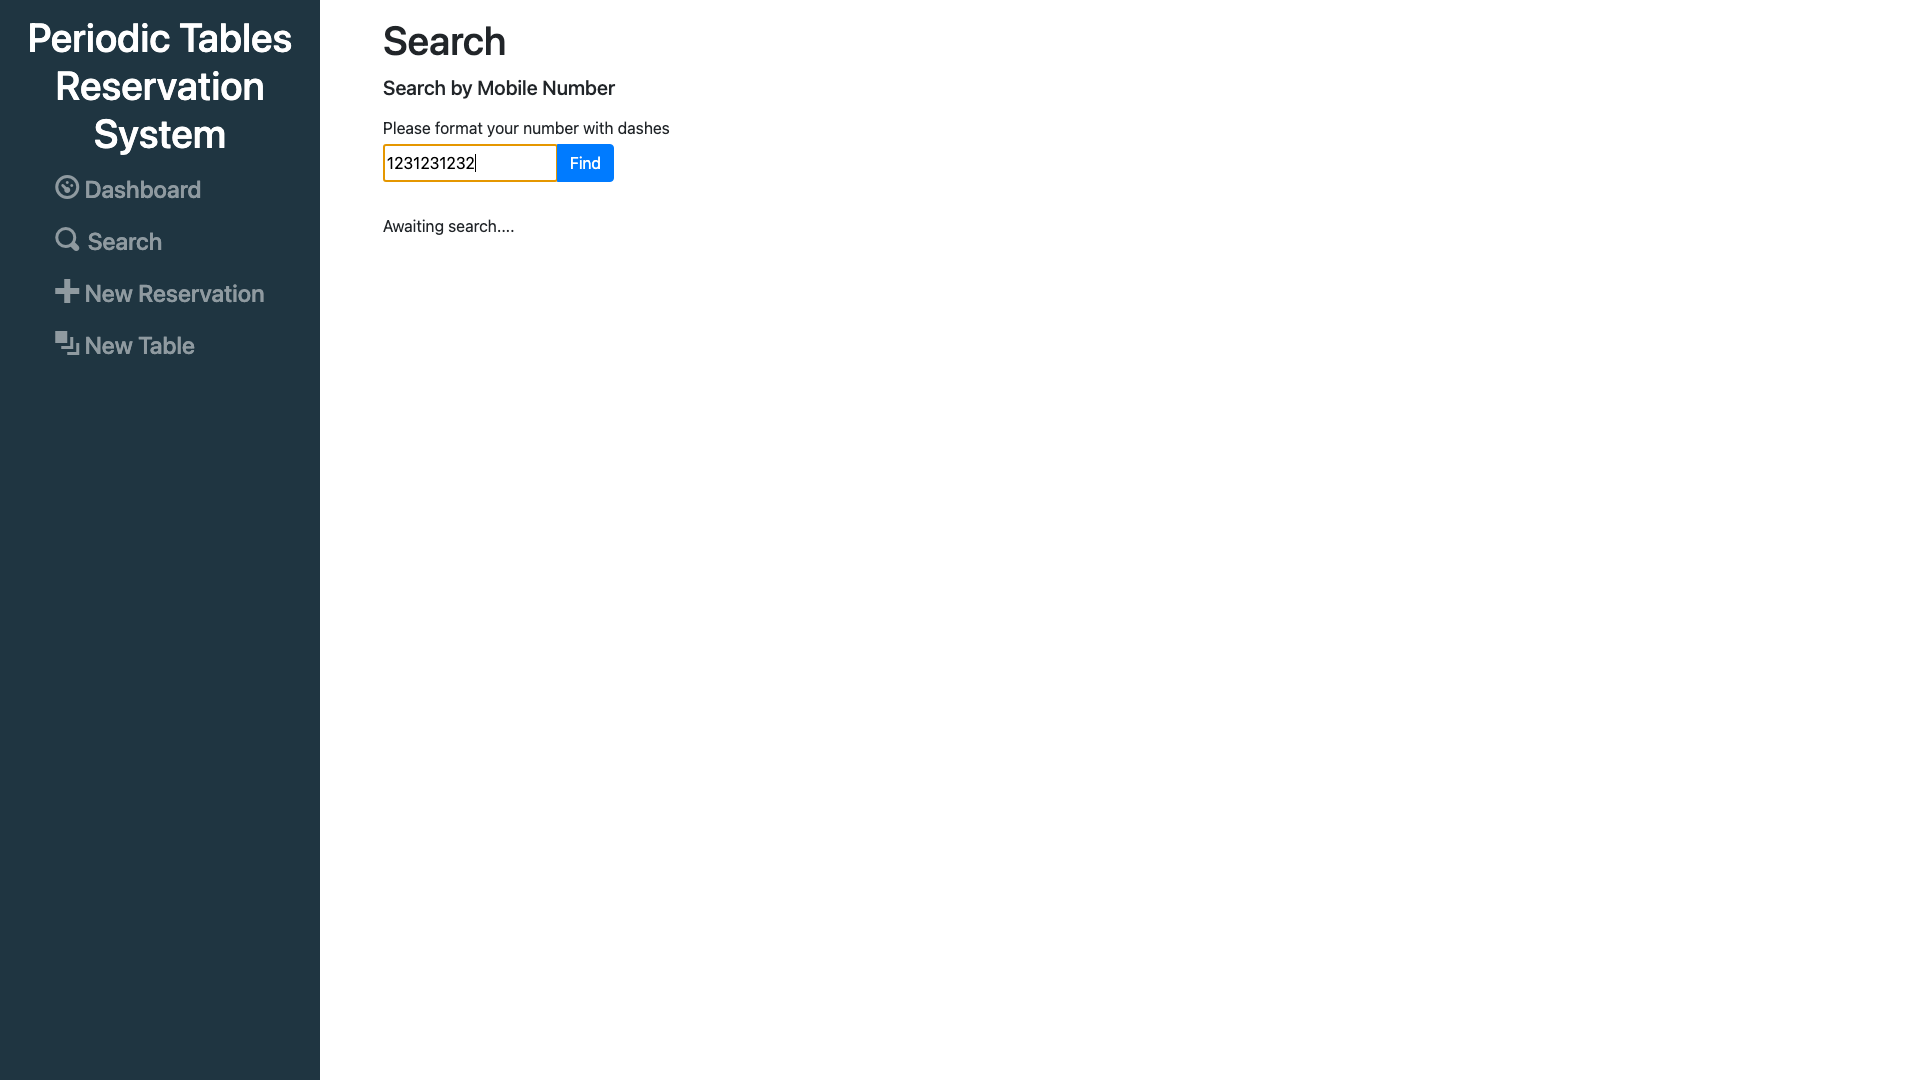 Periodic Tables
Reservation
System
Dashboard
Search
New Reservation
New Table
Search
Search by Mobile Number
Please format your number with dashes
1231231232
Find
Awaiting search....